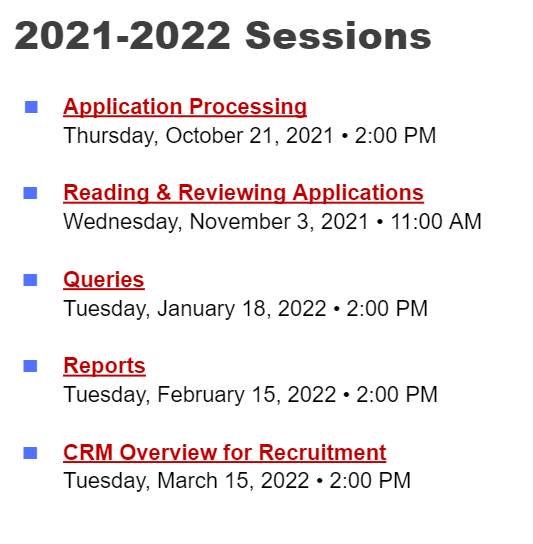 2021-2022 Sessions
Application Processing
Thursday, October 21, 2021 • 2:00 PM
Reading & Reviewing Applications
Wednesday, November 3, 2021 • 11:00 AM
Queries
Tuesday, January 18, 2022 • 2:00 PM
Reports
Tuesday, February 15, 2022 • 2:00 PM
CRM Overview for Recruitment
Tuesday, March 15, 2022 • 2:00 PM